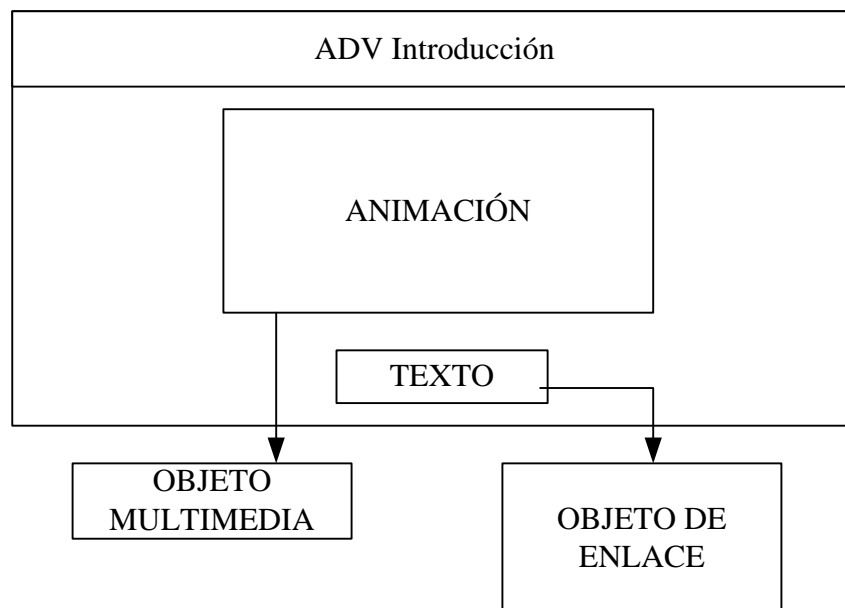 ADV Introducción
ANIMACIÓN
TEXTO
OBJETO
MULTIMEDIA
OBJETO DE
ENLACE